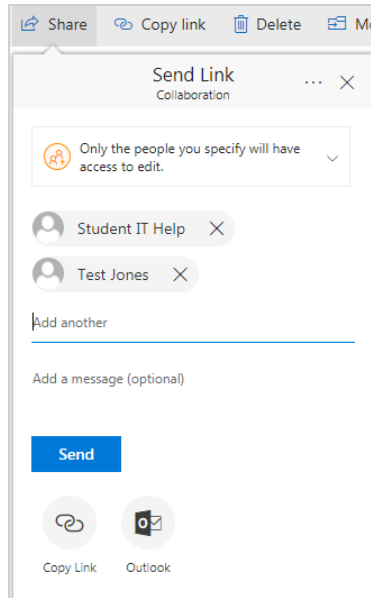 Share Copy link Delete M
Send Link
Collaboration
Only the people you specify will have
access to edit.
Student IT Help
Test Jones
Add another
Add a message (optional)
Send
Copy Link Outlook